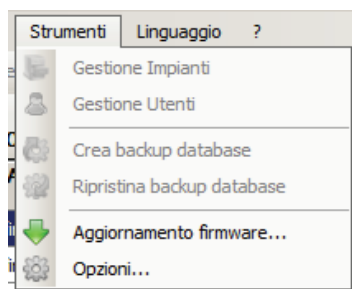 Strumenti Linguaggio ?
Gestione Impianti
Gestione Utenti
Crea backup database
Ripristina backup database
Aggiornamento firmware...
Opzioni...